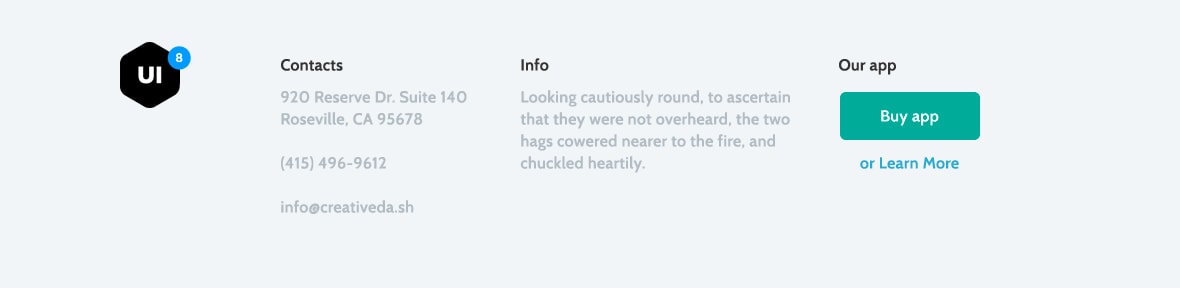 UI
8
Contacts
920 Reserve Dr. Suite 140
Roseville, CA 95678
(415) 496-9612
info@creativeda.sh
Info
Looking cautiously round, to ascertain
that they were not overheard, the two
hags cowered nearer to the fire, and
chuckled heartily.
Our app
Buy app
or Learn More